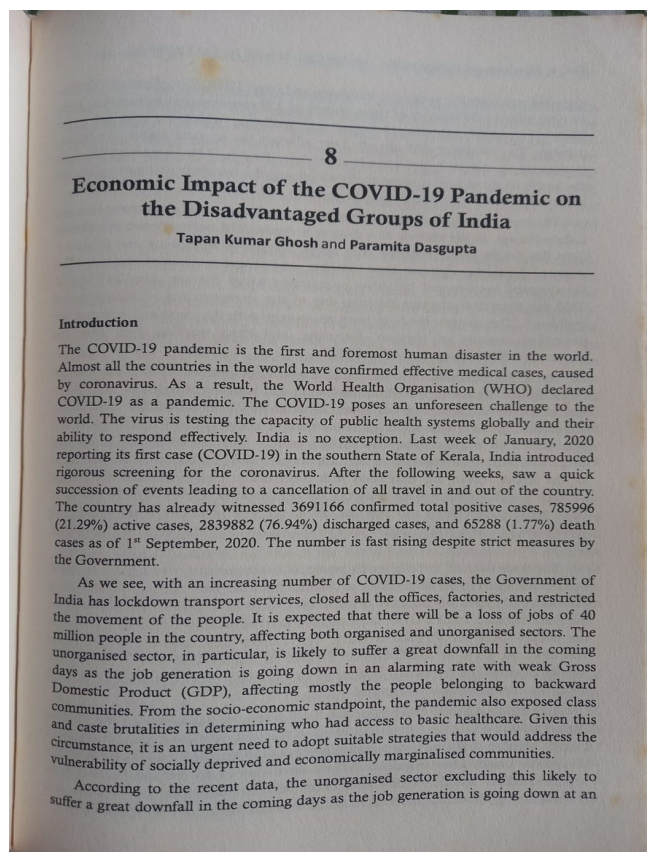 8
Economic Impact of the COVID-19 Pandemic on
the Disadvantaged Groups of India
Tapan Kumar Ghosh and Paramita Dasgupta
Introduction
The COVID-19 pandemic is the first and foremost human disaster in the world.
Almost all the countries in the world have confirmed effective medical cases, caused
by coronavirus. As a result, the World Health Organisation (WHO) declared
COVID-19 as a pandemic. The COVID-19 poses an unforeseen challenge to the
world. The virus is testing the capacity of public health systems globally and their
ability to respond effectively. India is no exception. Last week of January, 2020
reporting its first case (COVID-19) in the southern State of Kerala, India introduced
rigorous screening for the coronavirus. After the following weeks, saw a quick
succession of events leading to a cancellation of all travel in and out of the country.
The country has already witnessed 3691166 confirmed total positive cases, 785996
(21.29%) active cases, 2839882 (76.94%) discharged cases, and 65288 (1.77%) death
cases as of 1st September, 2020. The number is fast rising despite strict measures by
the Government.
As we see, with an increasing number of COVID-19 cases, the Government of
India has lockdown transport services, closed all the offices, factories, and restricted
the movement of the people. It is expected that there will be a loss of jobs of 40
million people in the country, affecting both organised and unorganised sectors. The
unorganised sector, in particular, is likely to suffer a great downfall in the coming
days as the job generation is going down in an alarming rate with weak Gross
Domestic Product (GDP), affecting mostly the people belonging to backward
communities. From the socio-economic standpoint, the pandemic also exposed class
and caste brutalities in determining who had access to basic healthcare. Given this
circumstance, it is an urgent need to adopt suitable strategies that would address the
vulnerability of socially deprived and economically marginalised communities.
According to the recent data, the unorganised sector excluding this likely to
suffer a great downfall in the coming days as the job generation is going down at an